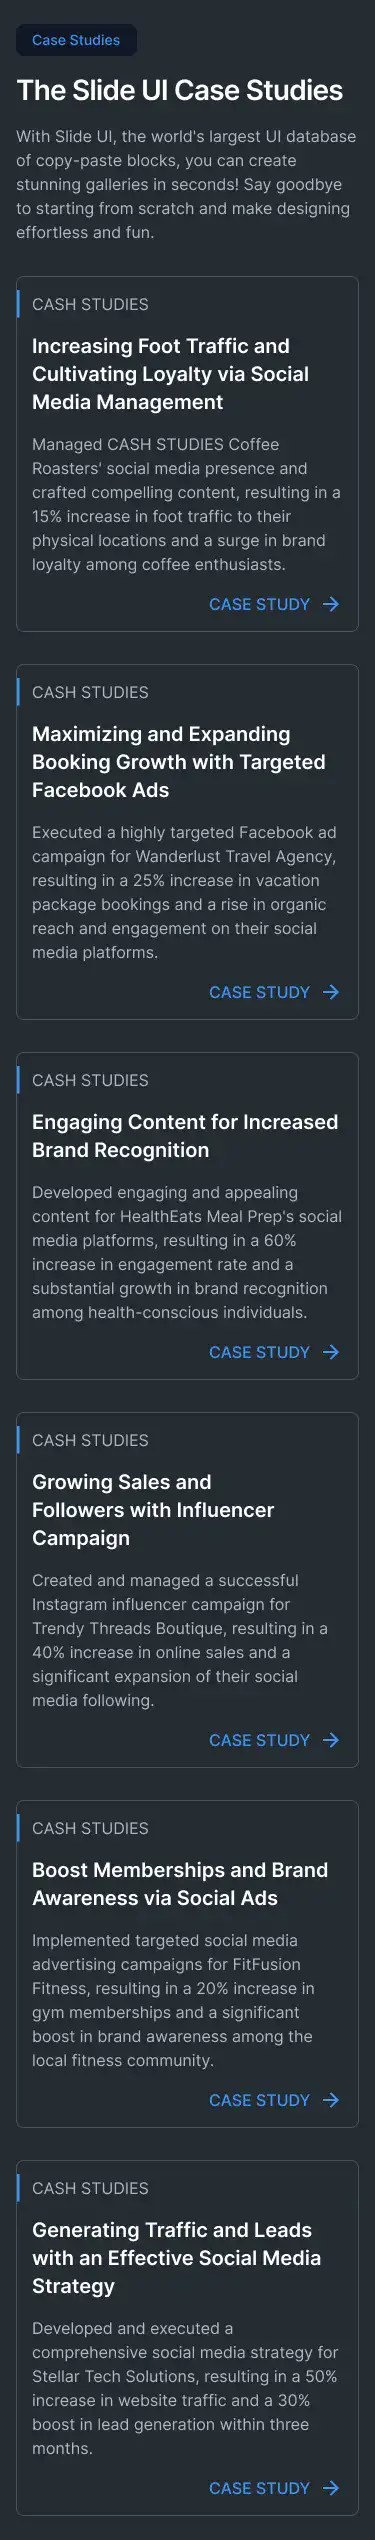 Case Studies
The Slide UI Case Studies
With Slide UI, the world's largest UI database
of copy-paste blocks, you can create
stunning galleries in seconds! Say goodbye
to starting from scratch and make designing
effortless and fun.
CASH STUDIES
Increasing Foot Traffic and
Cultivating Loyalty via Social
Media Management
Managed CASH STUDIES Coffee
Roasters' social media presence and
crafted compelling content, resulting in a
15% increase in foot traffic to their
physical locations and a surge in brand
loyalty among coffee enthusiasts.
CASE STUDY
CASH STUDIES
Maximizing and Expanding
Booking Growth with Targeted
Facebook Ads
Executed a highly targeted Facebook ad
campaign for Wanderlust Travel Agency,
resulting in a 25% increase in vacation
package bookings and a rise in organic
reach and engagement on their social
media platforms.
CASE STUDY
CASH STUDIES
Engaging Content for Increased
Brand Recognition
Developed engaging and appealing
content for HealthEats Meal Prep's social
media platforms, resulting in a 60%
increase in engagement rate and a
substantial growth in brand recognition
among health-conscious individuals.
CASE STUDY
CASH STUDIES
Growing Sales and
Followers with Influencer
Campaign
Created and managed a successful
Instagram influencer campaign for
Trendy Threads Boutique, resulting in a
40% increase in online sales and a
significant expansion of their social
media following.
CASE STUDY
CASH STUDIES
Boost Memberships and Brand
Awareness via Social Ads
Implemented targeted social media
advertising campaigns for FitFusion
Fitness, resulting in a 20% increase in
gym memberships and a significant
boost in brand awareness among the
local fitness community.
CASE STUDY
CASH STUDIES
Generating Traffic and Leads
with an Effective Social Media
Strategy
Developed and executed a
comprehensive social media strategy for
Stellar Tech Solutions, resulting in a 50%
increase in website traffic and a 30%
boost in lead generation within three
months.
CASE STUDY